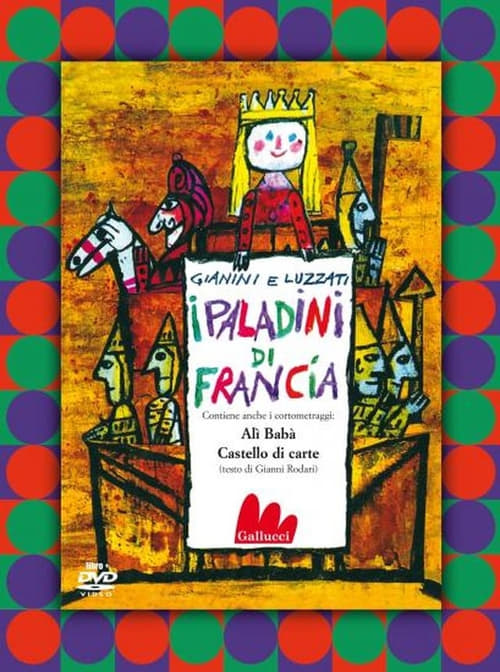 GIANINI E LUZZATI
i PALADINI
DI
FRANCIA
Contiene anche i cortometraggi:
Alì Babà
Castello di carte
(testo di Gianni Rodari)
Gallucci
libro +
DVD
VIDEO